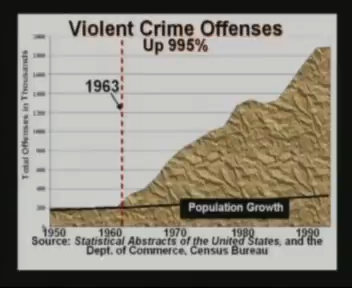 Violent Crime Offenses
Up 995%
1963
Total Offenses in Thousands
Population Growth
1950 1960 1970 1980 1990
Source: Statistical Abstracts of the United States, and the
Dept. of Commerce, Census Bureau